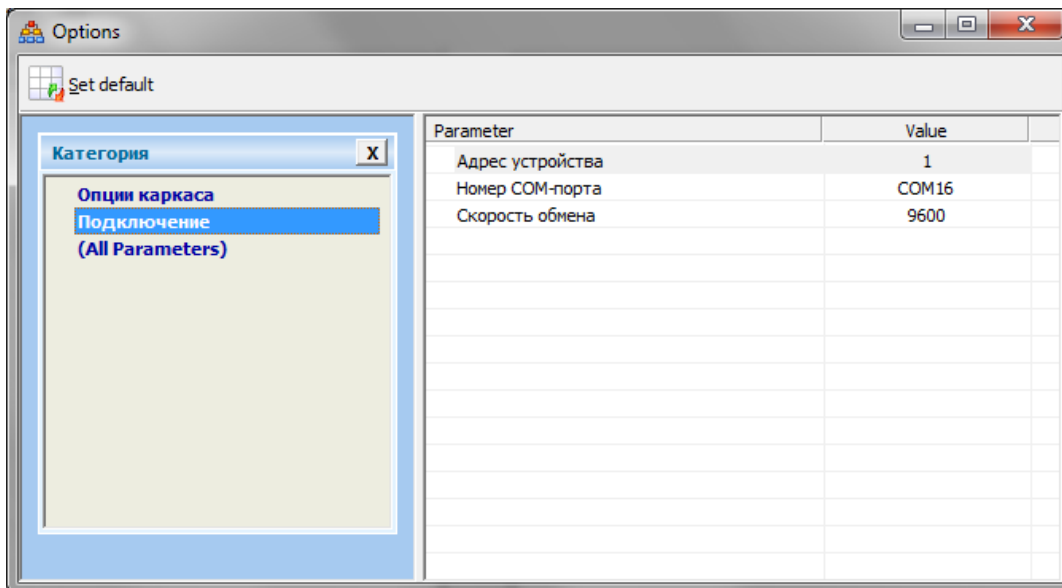 Options
Set default
Категория
X
Опции каркаса
Подключение
(All Parameters)
Parameter Value
Адрес устройства 1
Номер COM-порта COM16
Скорость обмена 9600